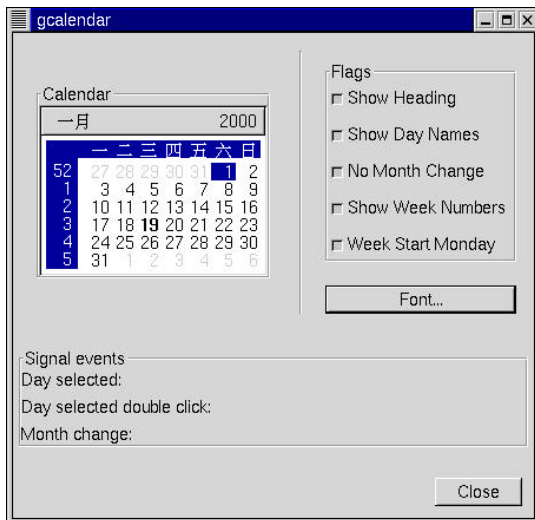 gcalendar
Calendar
一月 2000
一 二 三 四 五 六 日
52 27 28 29 30 31 1 2
1 3 4 5 6 7 8 9
2 10 11 12 13 14 15 16
3 17 18 19 20 21 22 23
4 24 25 26 27 28 29 30
5 31 1 2 3 4 5 6
Flags
Show Heading
Show Day Names
No Month Change
Show Week Numbers
Week Start Monday
Font...
Signal events
Day selected:
Day selected double click:
Month change:
Close